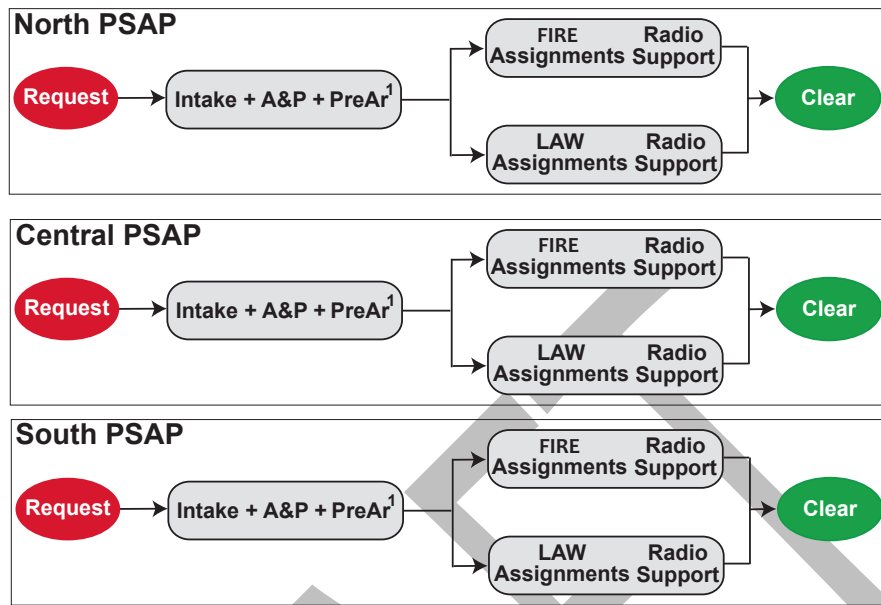 North PSAP
FIRE Radio
Assignments Support
Request
Intake + A&P + PreAr1
Clear
LAW Radio
Assignments Support
Central PSAP
FIRE Radio
Assignments Support
Request
Intake + A&P + PreAr1
Clear
LAW Radio
Assignments Support
South PSAP
FIRE Radio
Assignments Support
Request
Intake + A&P + PreAr1
Clear
LAW Radio
Assignments Support